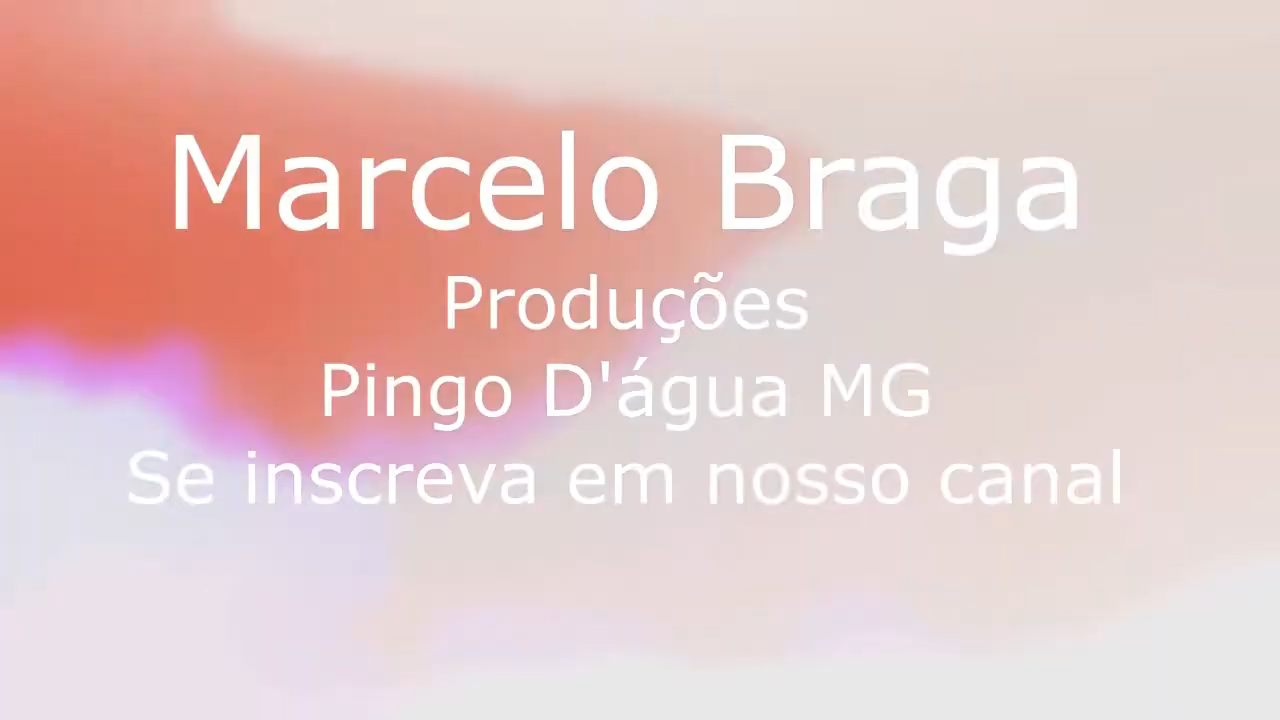 Marcelo Braga
Produções
Pingo D'água MG
Se inscreva em nosso canal